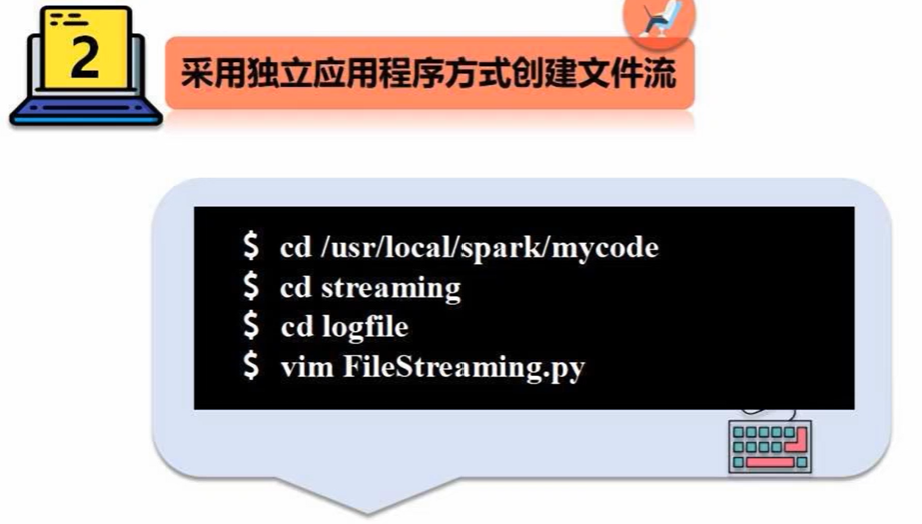 2
采用独立应用程序方式创建文件流
$ cd /usr/local/spark/mycode
$ cd streaming
$ cd logfile
$ vim FileStreaming.py